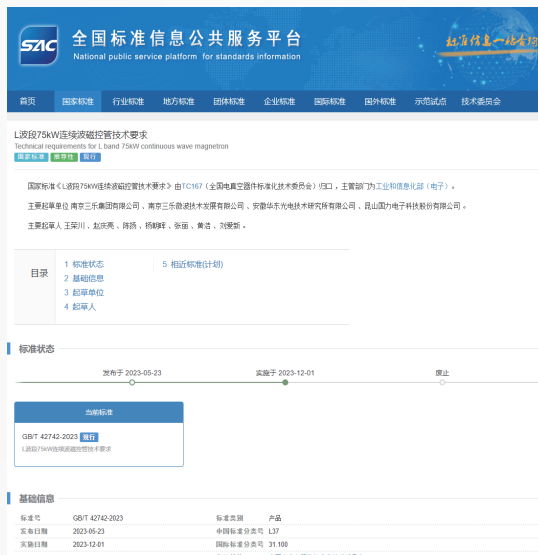 SAC
全国标准信息公共服务平台
National public service platform for standards information
标准信息一站查询
首页 国家标准 行业标准 地方标准 团体标准 企业标准 国际标准 国外标准 示范试点 技术委员会
L波段75kW连续波磁控管技术要求
Technical requirements for L band 75kW continuous wave magnetron
国家标准 推荐性 现行
国家标准《L波段75kW连续波磁控管技术要求》 由TC167（全国电真空器件标准化技术委员会）归口，主管部门为工业和信息化部（电子）。
主要起草单位 南京三乐集团有限公司 、南京三乐微波技术发展有限公司 、安徽华东光电技术研究所有限公司 、昆山国力电子科技股份有限公司 。
主要起草人 王荣川 、赵庆亮 、陈扬 、杨朝晖 、张丽 、黄浩 、刘爱新 。
目录
1 标准状态
2 基础信息
3 起草单位
4 起草人
5 相近标准(计划)
标准状态
发布于 2023-05-23
实施于 2023-12-01
废止
当前标准
GB/T 42742-2023 现行
L波段75kW连续波磁控管技术要求
基础信息
标准号 GB/T 42742-2023 标准类别 产品
发布日期 2023-05-23 中国标准分类号 L37
实施日期 2023-12-01 国际标准分类号 31.100